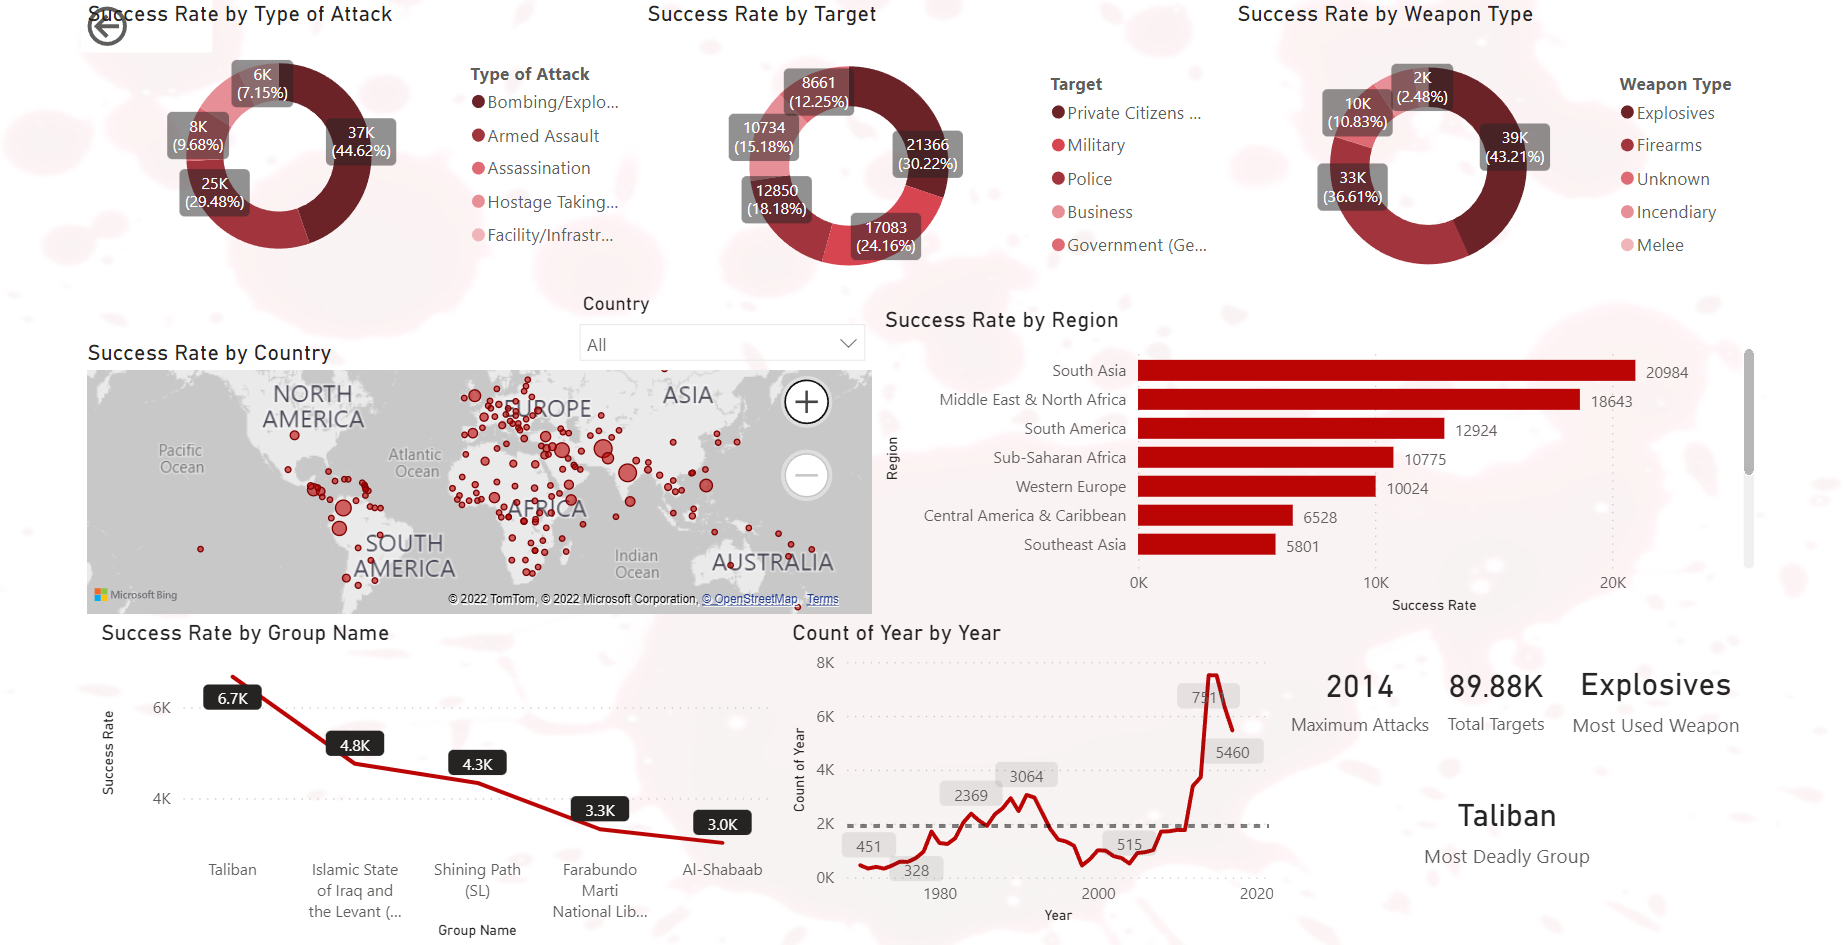 Success Rate by Type of Attack
6K
(7.15%)
8K
(9.68%)
37K
(44.62%)
25K
(29.48%)
Type of Attack
Bombing/Explo...
Armed Assault
Assassination
Hostage Taking...
Facility/Infrastr...
Success Rate by Target
8661
(12.25%)
10734
(15.18%)
21366
(30.22%)
12850
(18.18%)
17083
(24.16%)
Target
Private Citizens ...
Military
Police
Business
Government (Ge...
Success Rate by Weapon Type
2K
(2.48%)
10K
(10.83%)
39K
(43.21%)
33K
(36.61%)
Weapon Type
Explosives
Firearms
Unknown
Incendiary
Melee
Country
All
Success Rate by Country
NORTH
AMERICA
EUROPE
ASIA
Pacific
Ocean
Atlantic
Ocean
AFRICA
SOUTH
AMERICA
Indian
Ocean
AUSTRALIA
Microsoft Bing
© 2022 TomTom, © 2022 Microsoft Corporation, © OpenStreetMap Terms
Success Rate by Region
Region
South Asia 20984
Middle East & North Africa 18643
South America 12924
Sub-Saharan Africa 10775
Western Europe 10024
Central America & Caribbean 6528
Southeast Asia 5801
0K 10K 20K
Success Rate
Success Rate by Group Name
Success Rate
6K
4K
6.7K
4.8K
4.3K
3.3K
3.0K
Taliban
Islamic State
of Iraq and
the Levant (...
Shining Path
(SL)
Farabundo
Marti
National Lib...
Al-Shabaab
Group Name
Count of Year by Year
Count of Year
8K
6K
4K
2K
0K
451
328
2369
3064
515
7511
5460
1980 2000 2020
Year
2014
Maximum Attacks
89.88K
Total Targets
Explosives
Most Used Weapon
Taliban
Most Deadly Group